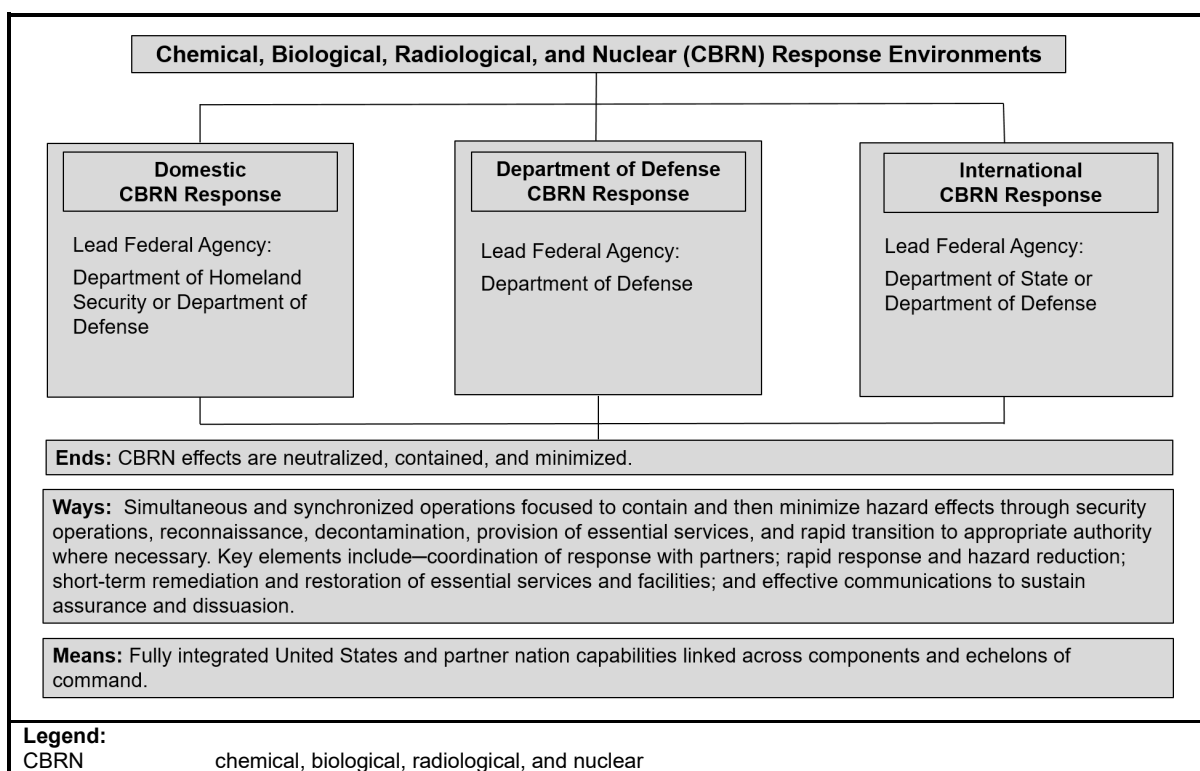 Chemical, Biological, Radiological, and Nuclear (CBRN) Response Environments
Domestic
CBRN Response
Lead Federal Agency:
Department of Homeland
Security or Department of
Defense
Department of Defense
CBRN Response
Lead Federal Agency:
Department of Defense
International
CBRN Response
Lead Federal Agency:
Department of State or
Department of Defense
Ends: CBRN effects are neutralized, contained, and minimized.
Ways: Simultaneous and synchronized operations focused to contain and then minimize hazard effects through security
operations, reconnaissance, decontamination, provision of essential services, and rapid transition to appropriate authority
where necessary. Key elements include—coordination of response with partners; rapid response and hazard reduction;
short-term remediation and restoration of essential services and facilities; and effective communications to sustain
assurance and dissuasion.
Means: Fully integrated United States and partner nation capabilities linked across components and echelons of
command.
Legend:
CBRN chemical, biological, radiological, and nuclear